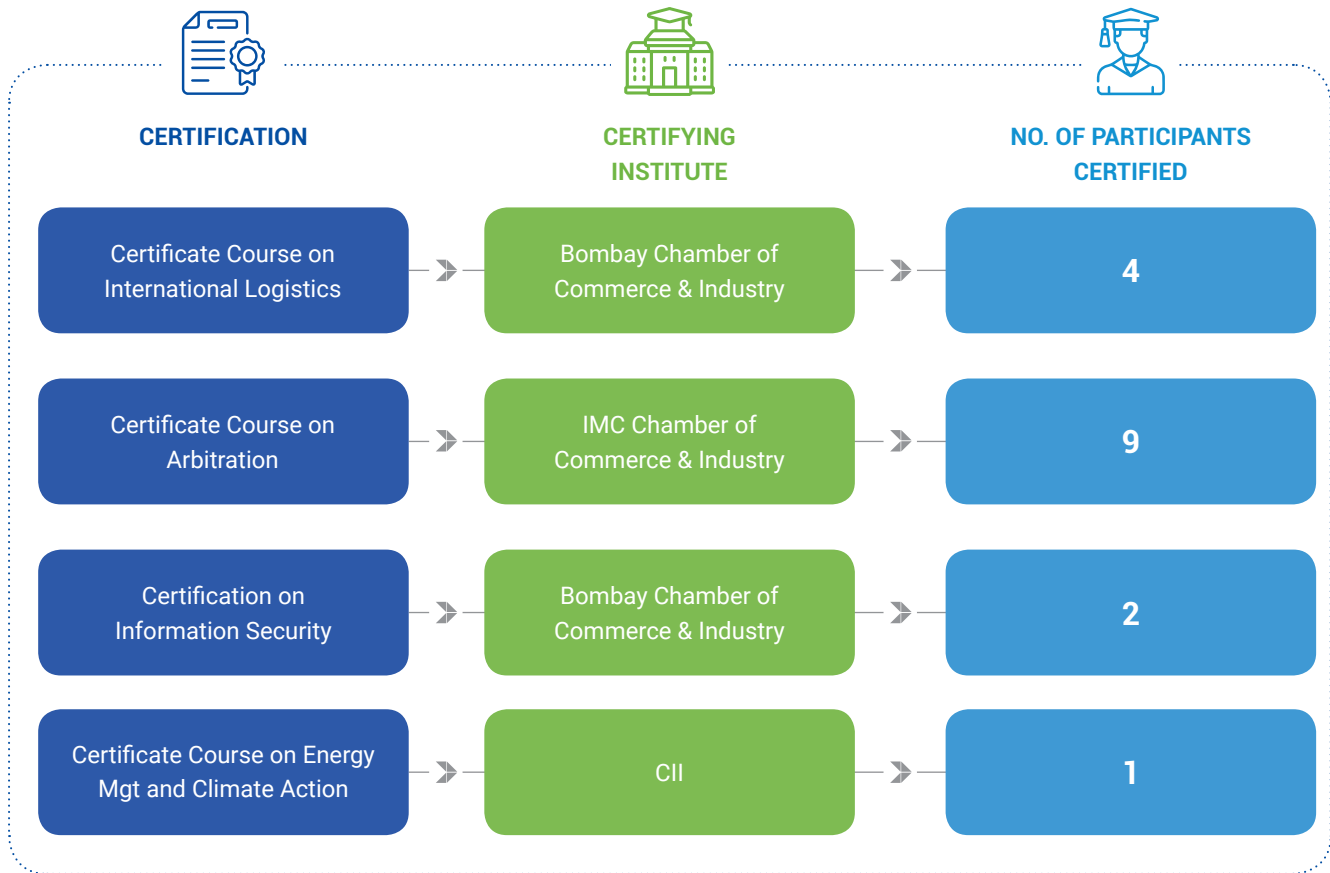 CERTIFICATION
CERTIFYING
INSTITUTE
NO. OF PARTICIPANTS
CERTIFIED
Certificate Course on
International Logistics
Bombay Chamber of
Commerce & Industry
4
Certificate Course on
Arbitration
IMC Chamber of
Commerce & Industry
9
Certification on
Information Security
Bombay Chamber of
Commerce & Industry
2
Certificate Course on Energy
Mgt and Climate Action
CII
1